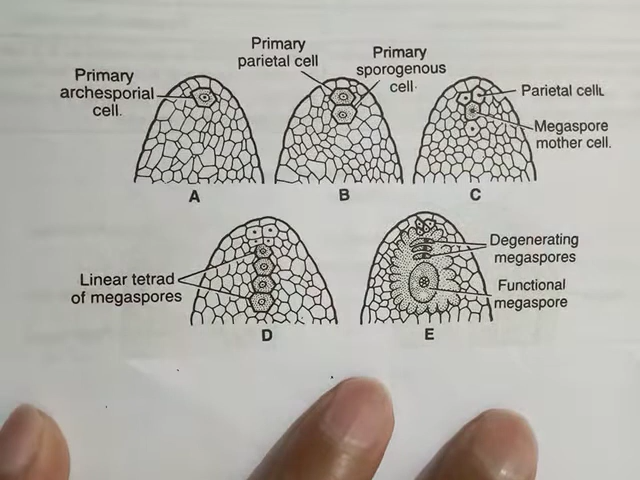 Primary
archesporial
cell.
Primary
parietal cell
Primary
sporogenous
cell.
Parietal cell
Megaspore
mother cell.
A
B
C
Linear tetrad
of megaspores
Degenerating
megaspores
Functional
megaspore
D
E